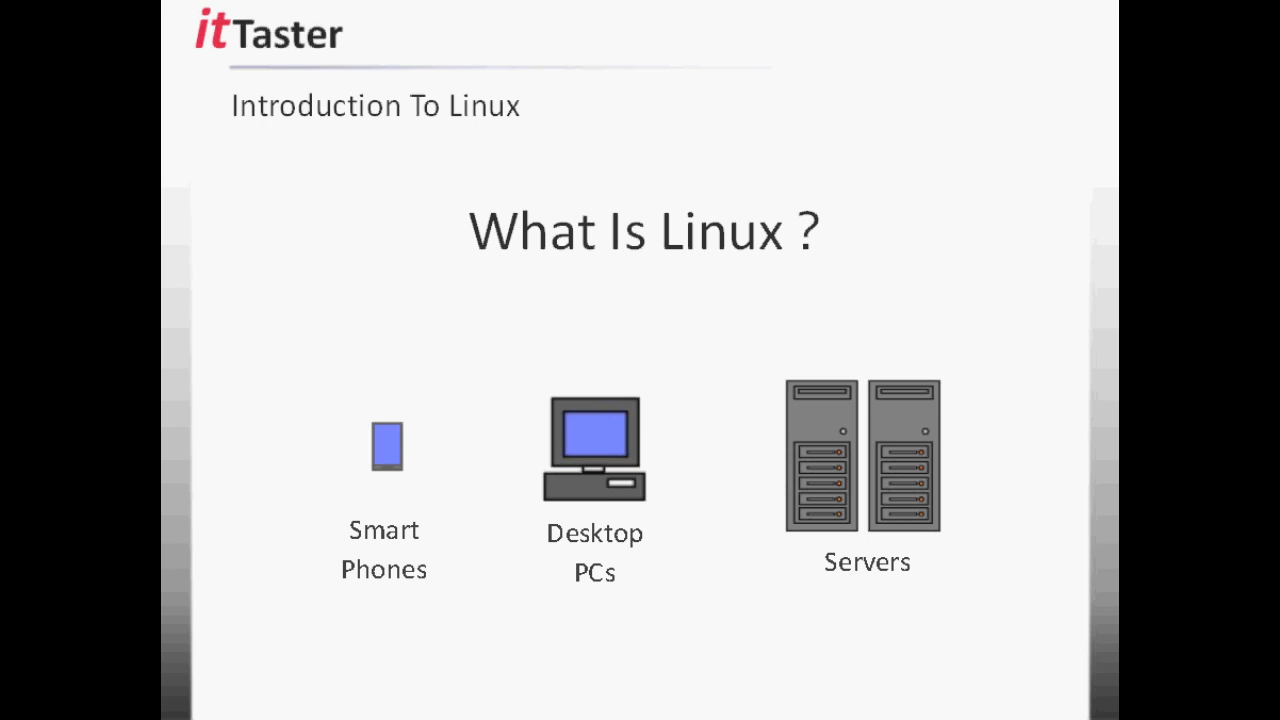 itTaster
Introduction To Linux
What Is Linux ?
Smart
Phones
Desktop
PCs
Servers